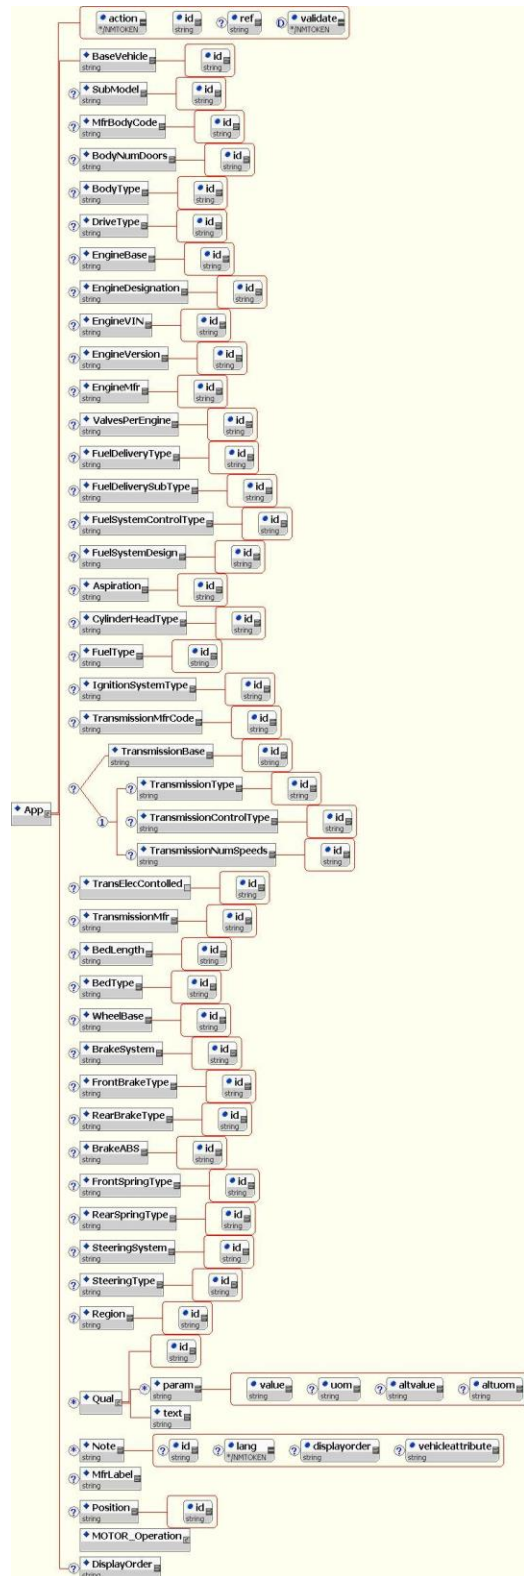 action id ref validate
*/NMTOKEN string string */NMTOKEN
BaseVehicle id
string string
SubModel id
string string
MfrBodyCode id
string string
BodyNumDoors id
string string
BodyType id
string string
DriveType id
string string
EngineBase id
string string
EngineDesignation id
string string
EngineVIN id
string string
EngineVersion id
string string
EngineMfr id
string string
ValvesPerEngine id
string string
FuelDeliveryType id
string string
FuelDeliverySubType id
string string
FuelSystemControlType id
string string
FuelSystemDesign id
string string
Aspiration id
string string
CylinderHeadType id
string string
FuelType id
string string
IgnitionSystemType id
string string
TransmissionMfrCode id
string string
TransmissionBase id
string string
TransmissionType id
string string
App
TransmissionControlType id
string string
TransmissionNumSpeeds id
string string
TransElecContolled id
string string
TransmissionMfr id
string string
BedLength id
string string
BedType id
string string
WheelBase id
string string
BrakeSystem id
string string
FrontBrakeType id
string string
RearBrakeType id
string string
BrakeABS id
string string
FrontSpringType id
string string
RearSpringType id
string string
SteeringSystem id
string string
SteeringType id
string string
Region id
string string
id
string
param value uom altvalue altuom
string string string string string
Qual
text
string
Note id lang displayorder vehicleattribute
string string */NMTOKEN string string
MfrLabel
string
Position id
string string
MOTOR_Operation
DisplayOrder
string